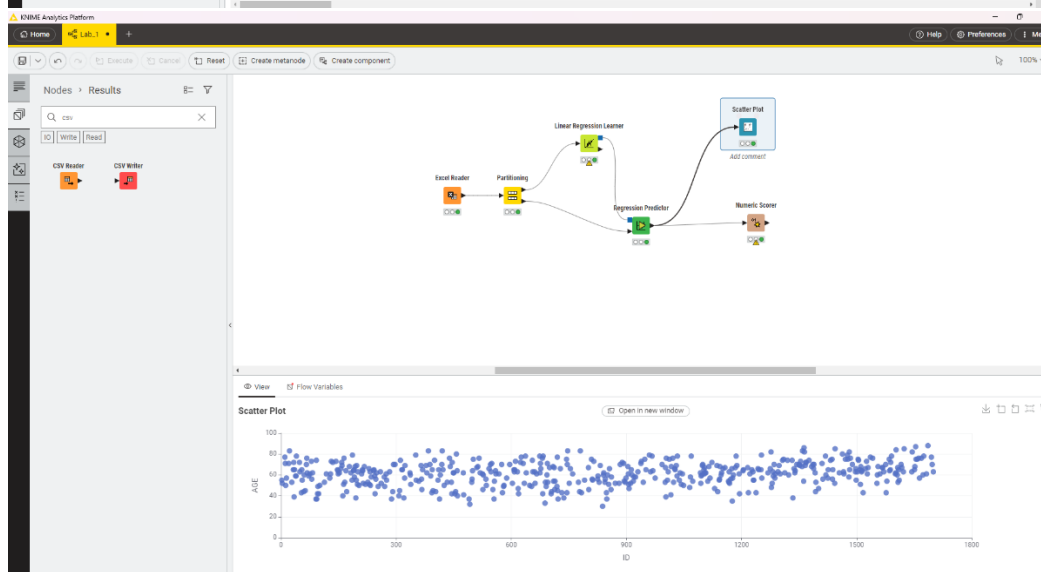 KNIME Analytics Platform
Home Lab_1 + Help Preferences Me
Execute Cancel Reset Create metanode Create component 100%
Nodes > Results
csv
IO Write Read
CSV Reader CSV Writer
Scatter Plot
Add comment
Linear Regression Learner
Excel Reader Partitioning
Regression Predictor
Numeric Scorer
View Flow Variables
Scatter Plot Open in new window
100
80
60
40
20
0
AGE
0 300 600 900 1200 1500 1800
ID